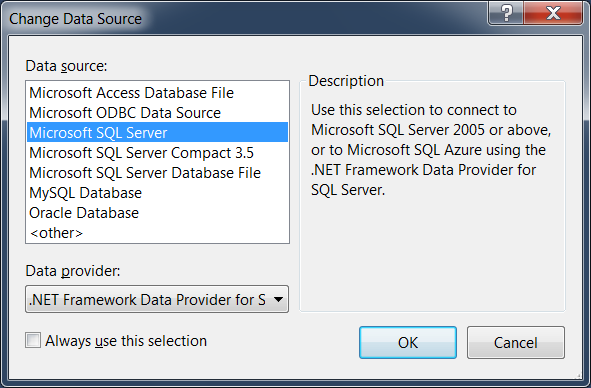 Change Data Source
?
Data source:
Microsoft Access Database File
Microsoft ODBC Data Source
Microsoft SQL Server
Microsoft SQL Server Compact 3.5
Microsoft SQL Server Database File
MySQL Database
Oracle Database
<other>
Description
Use this selection to connect to
Microsoft SQL Server 2005 or above,
or to Microsoft SQL Azure using the
.NET Framework Data Provider for
SQL Server.
Data provider:
.NET Framework Data Provider for S
Always use this selection
OK
Cancel